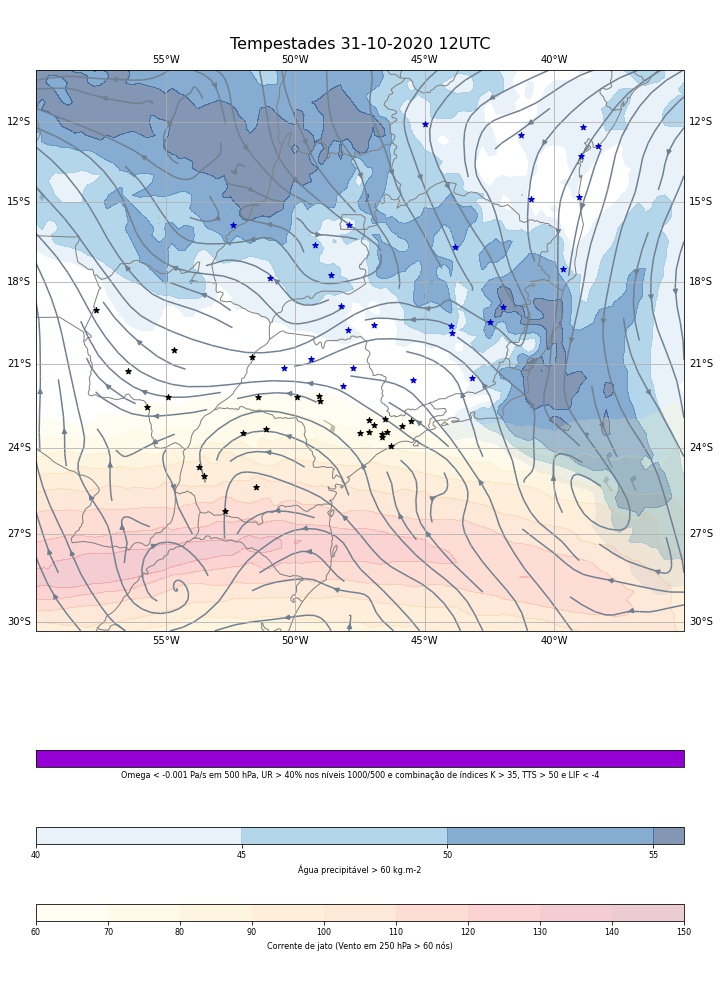 Tempestades 31-10-2020 12UTC
55°W 50°W 45°W 40°W
12°S 12°S
15°S 15°S
18°S 18°S
21°S 21°S
24°S 24°S
27°S 27°S
30°S 30°S
55°W 50°W 45°W 40°W
Omega < -0.001 Pa/s em 500 hPa, UR > 40% nos níveis 1000/500 e combinação de índices K > 35, TTS > 50 e LIF < -4
40 45 50 55
Água precipitável > 60 kg.m-2
60 70 80 90 100 110 120 130 140 150
Corrente de jato (Vento em 250 hPa > 60 nós)